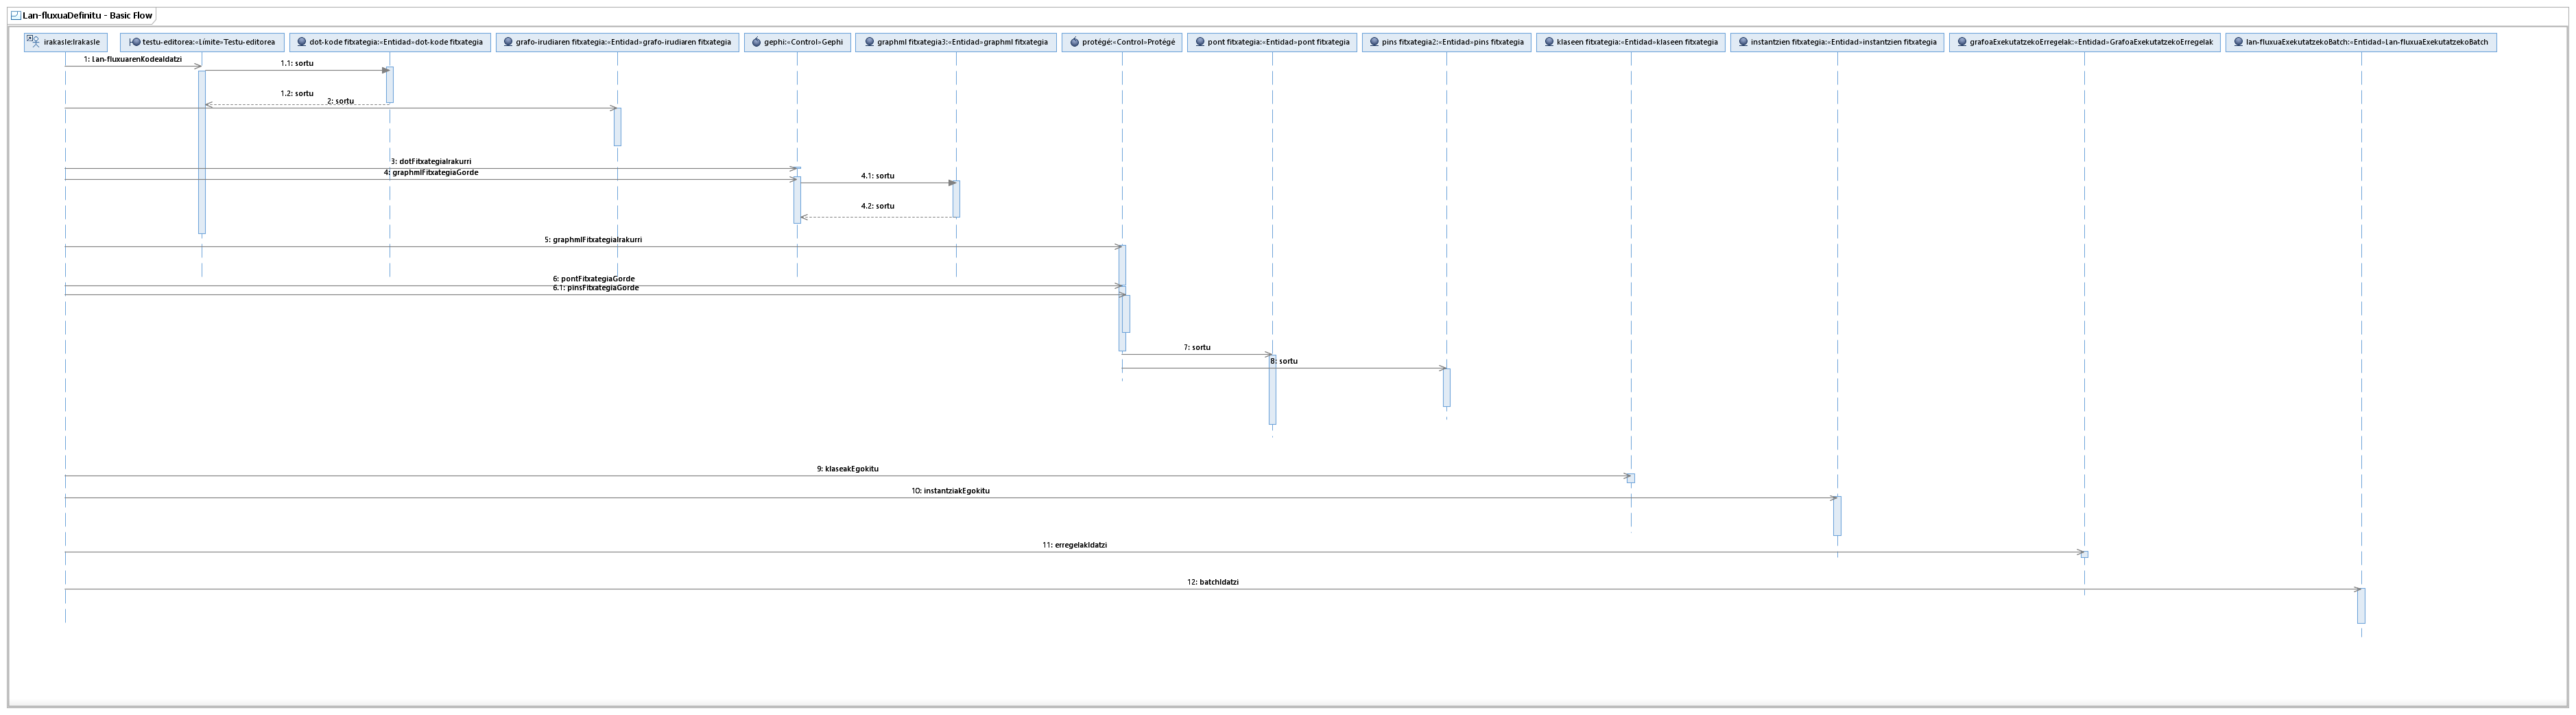 Lan-fluxuaDefinitu - Basic Flow
irakasle:Irakasle
testu-editorea:«Límite»Testu-editorea
dot-kode fitxategia:«Entidad»dot-kode fitxategia
grafo-irudiaren fitxategia:«Entidad»grafo-irudiaren fitxategia
gephi:«Control»Gephi
graphml fitxategia3:«Entidad»graphml fitxategia
protégé:«Control»Protégé
pont fitxategia:«Entidad»pont fitxategia
pins fitxategia2:«Entidad»pins fitxategia
klaseen fitxategia:«Entidad»klaseen fitxategia
instantzien fitxategia:«Entidad»instantzien fitxategia
grafoaExekutatzekoErregelak:«Entidad»GrafoaExekutatzekoErregelak
lan-fluxuaExekutatzekoBatch:«Entidad»Lan-fluxuaExekutatzekoBatch
1: Lan-fluxuarenKodeaIdatzi
1.1: sortu
1.2: sortu
2: sortu
3: dotFitxategiaIrakurri
4: graphmlFitxategiaGorde
4.1: sortu
4.2: sortu
5: graphmlFitxategiaIrakurri
6: pontFitxategiaGorde
6.1: pinsFitxategiaGorde
7: sortu
8: sortu
9: klaseakEgokitu
10: instantziakEgokitu
11: erregelakIdatzi
12: batchIdatzi